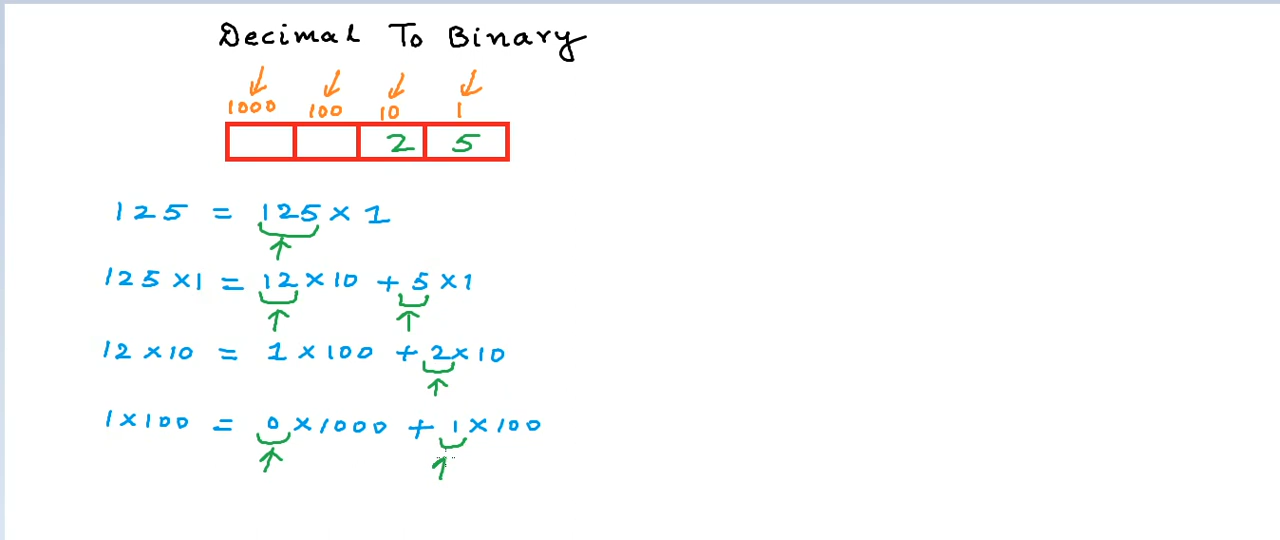 Decimal To Binary
1000 100 10 1
2 5
125 = 125 × 1
125 × 1 = 12 × 10 + 5 × 1
12 × 10 = 1 × 100 + 2 × 10
1 × 100 = 0 × 1000 + 1 × 100